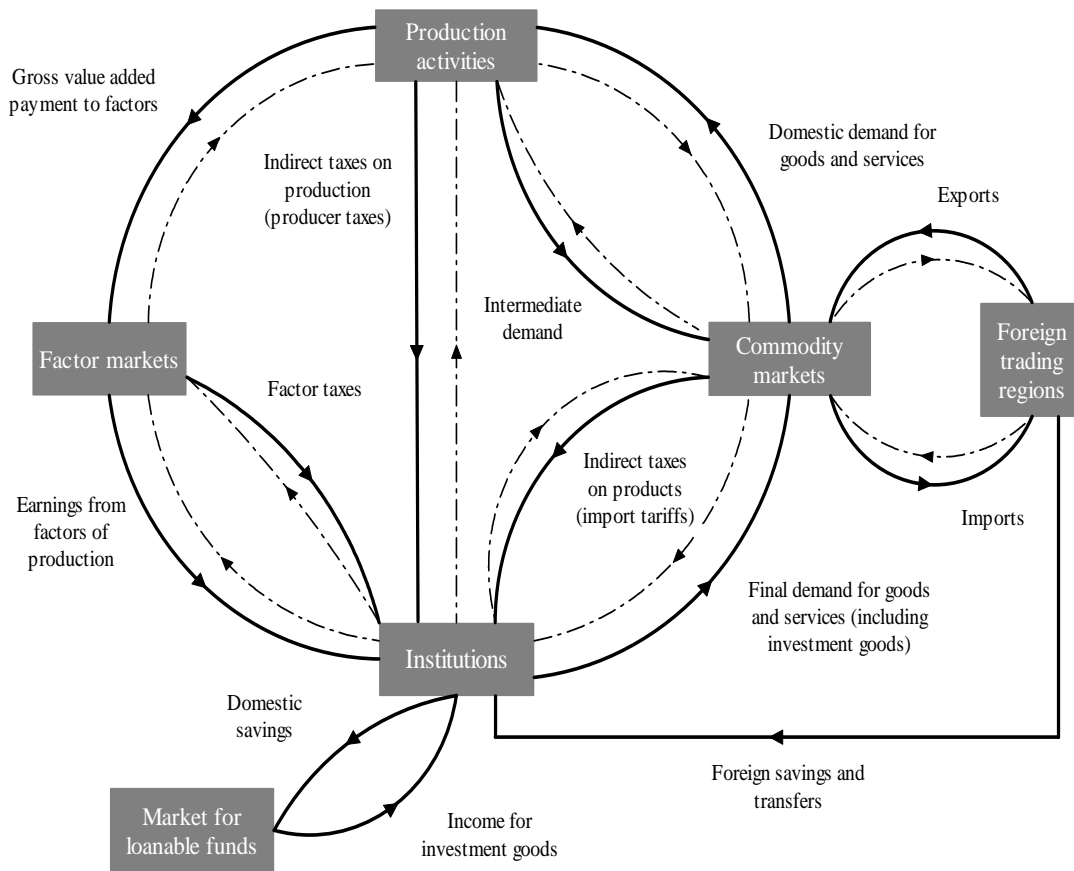 Production
activities
Gross value added
payment to factors
Indirect taxes on
production
(producer taxes)
Domestic demand for
goods and services
Exports
Intermediate
demand
Factor markets
Commodity
markets
Foreign
trading
regions
Factor taxes
Indirect taxes
on products
(import tariffs)
Earnings from
factors of
production
Imports
Final demand for goods
and services (including
investment goods)
Institutions
Domestic
savings
Foreign savings and
transfers
Market for
loanable funds
Income for
investment goods